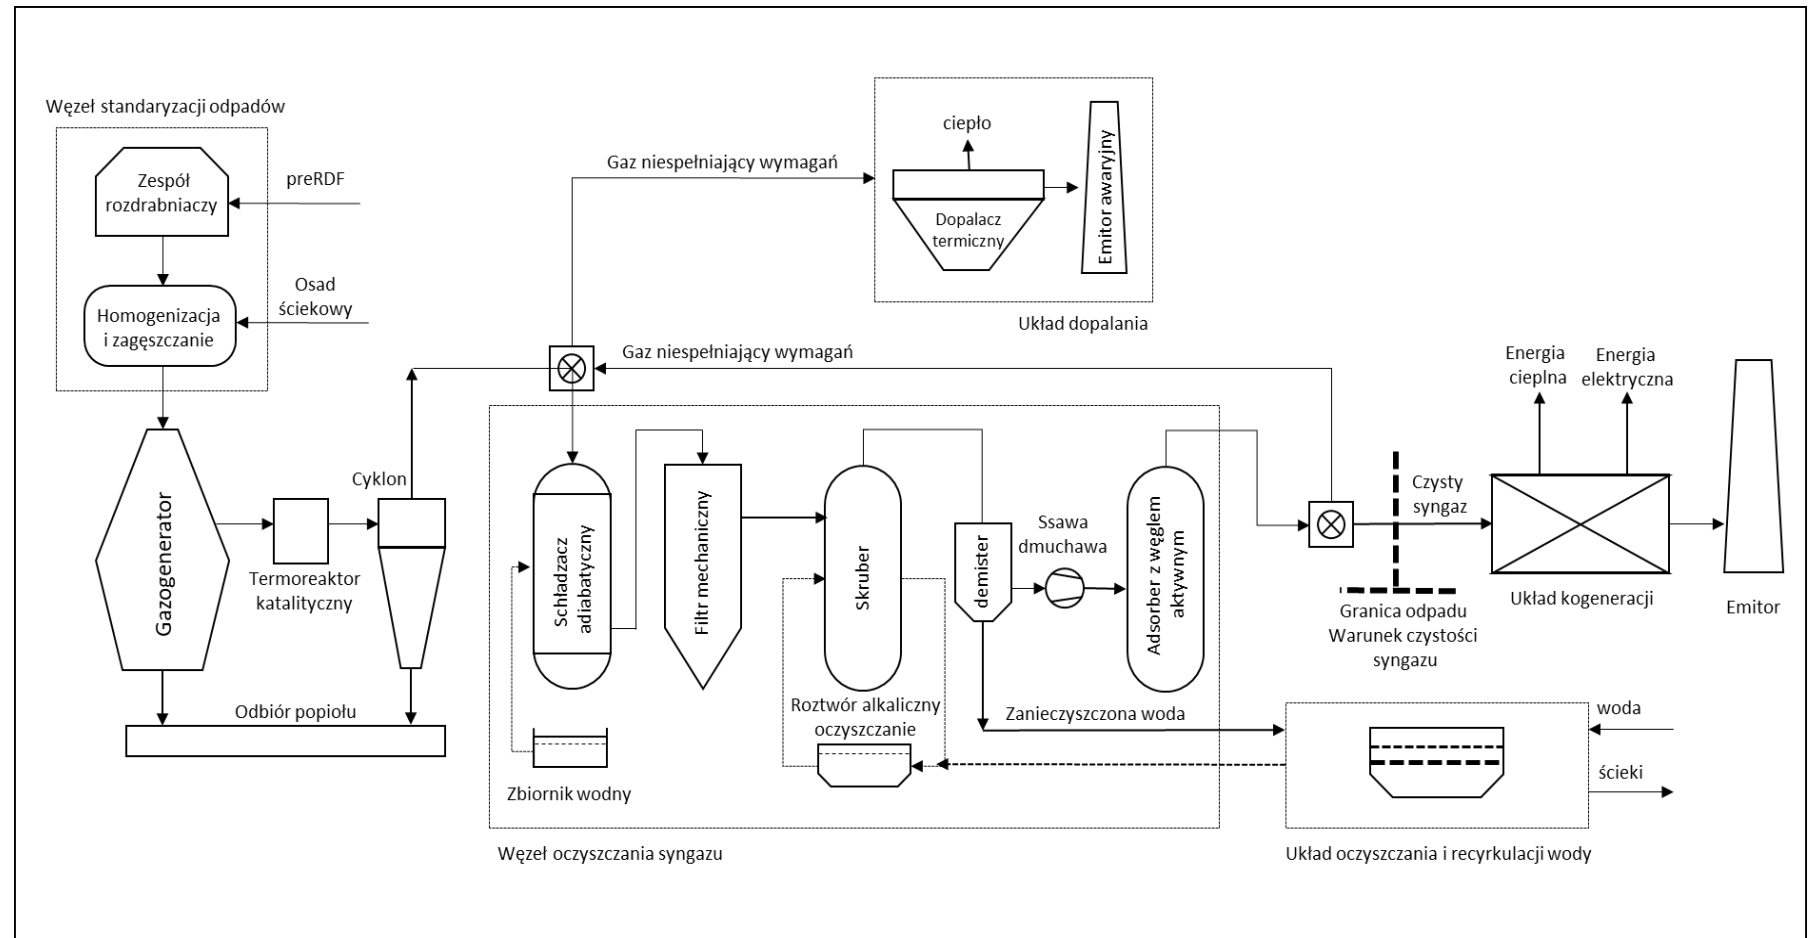 Węzeł standaryzacji odpadów
Zespół
rozdrabniaczy
preRDF
Homogenizacja
i zagęszczanie
Osad
ściekowy
Gazogenerator
Termoreaktor
katalityczny
Cyklon
Odbiór popiołu
Gaz niespełniający wymagań
ciepło
Dopalacz
termiczny
Emitor awaryjny
Układ dopalania
Gaz niespełniający wymagań
Schładzacz
adiabatyczny
Zbiornik wodny
Filtr mechaniczny
Skruber
Roztwór alkaliczny
oczyszczanie
demister
Ssawa
dmuchawa
Adsorber z węglem
aktywnym
Zanieczyszczona woda
Węzeł oczyszczania syngazu
Czysty
syngaz
Granica odpadu
Warunek czystości
syngazu
Energia
cieplna
Energia
elektryczna
Układ kogeneracji
Emitor
woda
ścieki
Układ oczyszczania i recyrkulacji wody